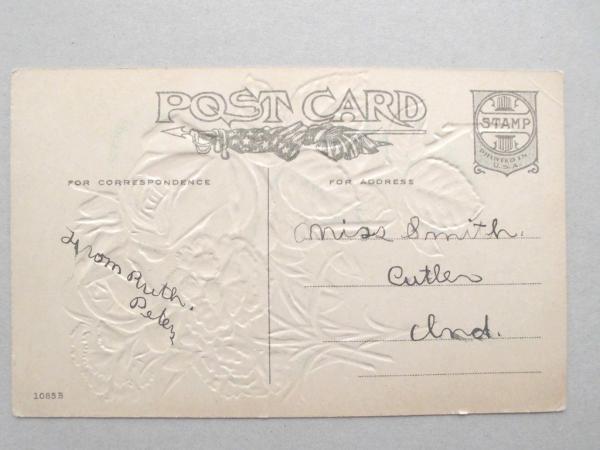 POST CARD
STAMP
PRINTED IN
U.S.A.
FOR CORRESPONDENCE
FOR ADDRESS
Miss Smith.
Cutler
Ind.
From Ruth.
Peter
1085B